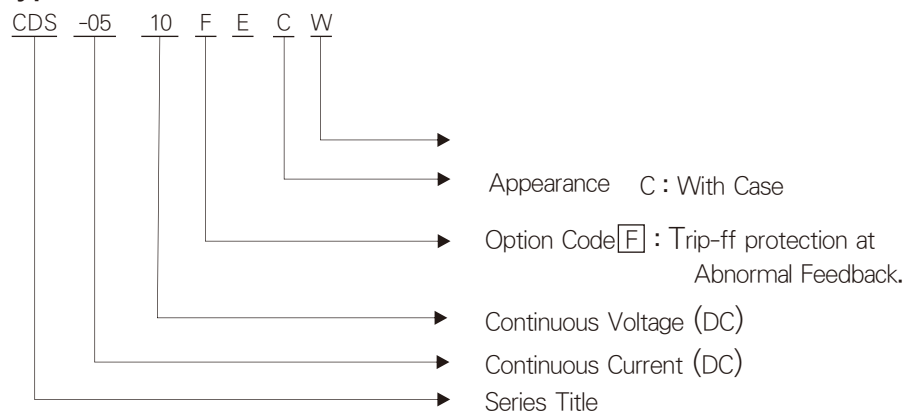 CDS -05 10 F E C W
Appearance C : With Case
Option Code F : Trip-ff protection at
Abnormal Feedback.
Continuous Voltage (DC)
Continuous Current (DC)
Series Title